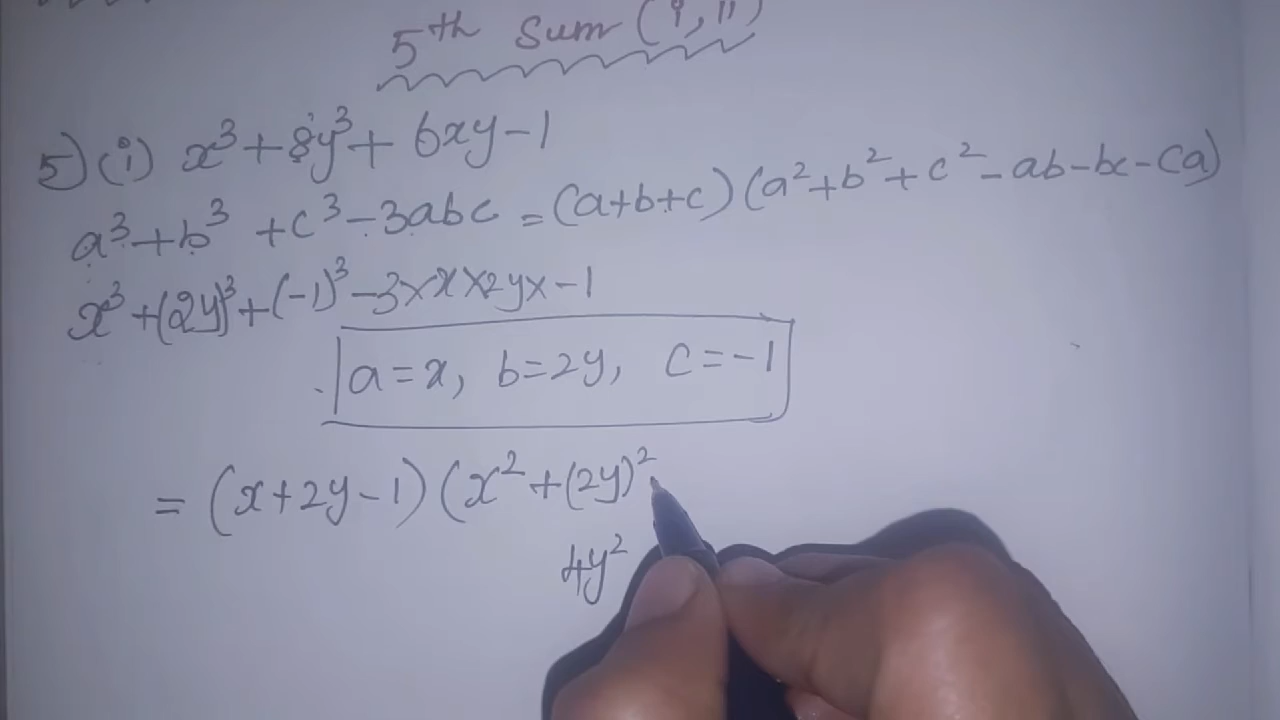 5th Sum (i, ii)
5) (i) x³ + 8y³ + 6xy - 1
a³ + b³ + c³ - 3abc = (a+b+c) (a² + b² + c² - ab - bc - ca)
x³ + (2y)³ + (-1)³ - 3 × x × 2y × -1
a = x, b = 2y, c = -1
= (x + 2y - 1) (x² + (2y)²
4y²